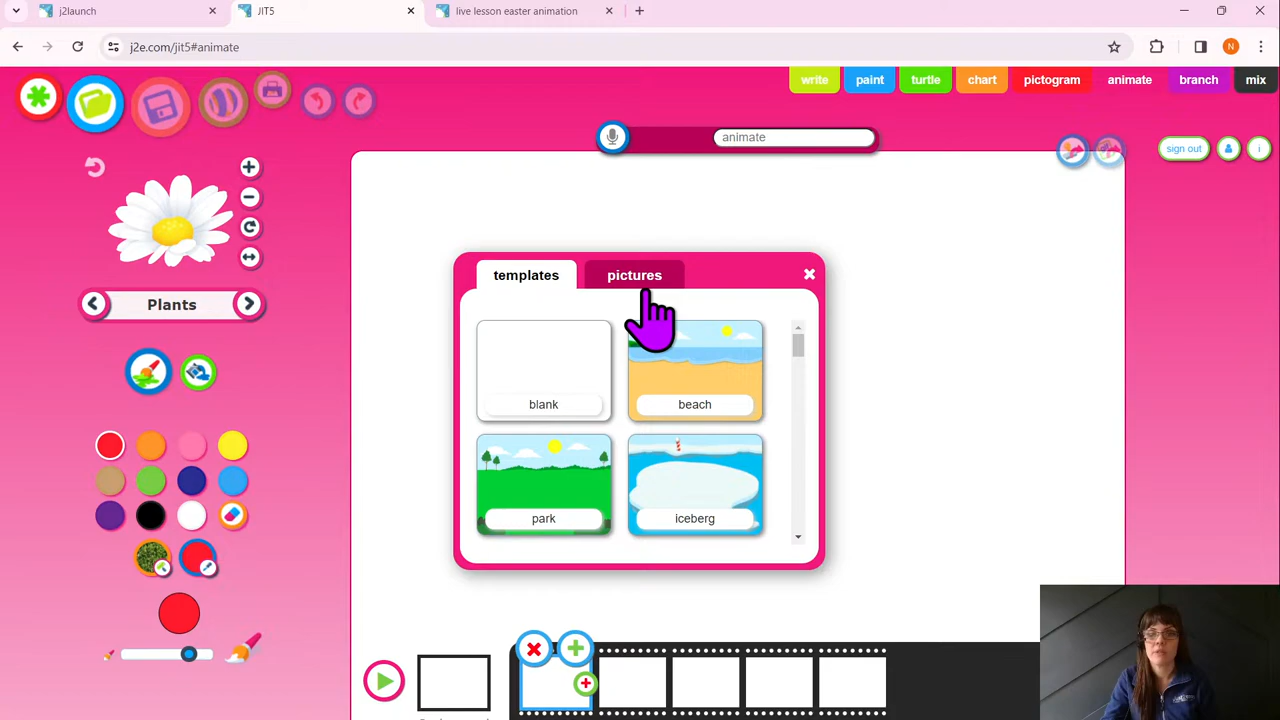 j2launch
JIT5
live lesson easter animation
j2e.com/jit5#animate
N
write
paint
turtle
chart
pictogram
animate
branch
mix
animate
sign out
i
Plants
templates
pictures
blank
beach
park
iceberg